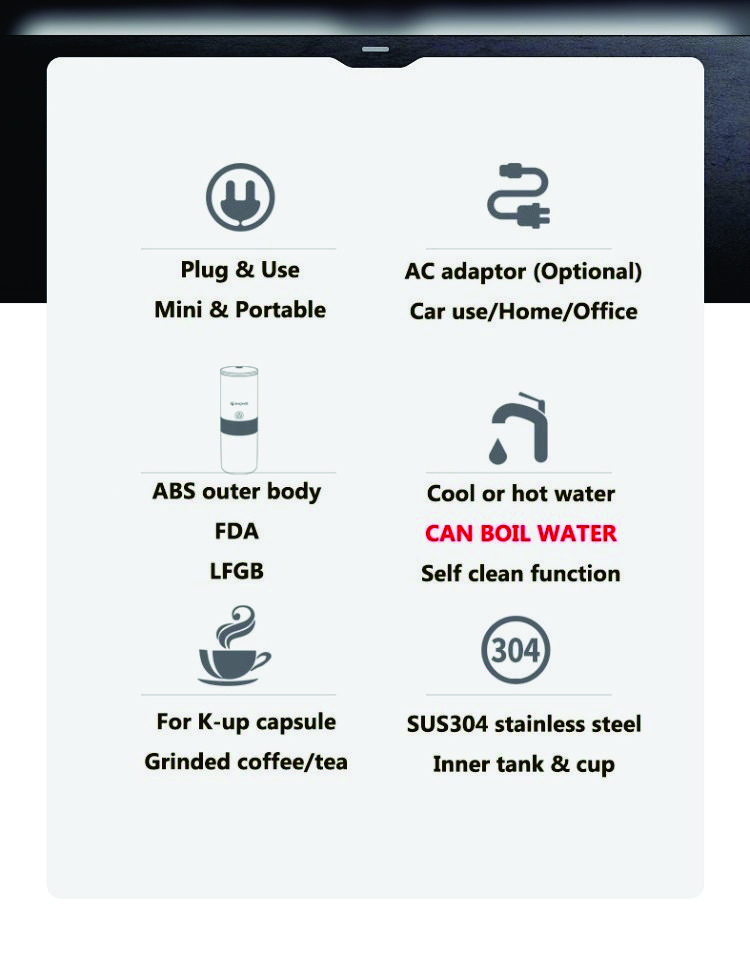 Plug & Use
Mini & Portable
AC adaptor (Optional)
Car use/Home/Office
ABS outer body
FDA
LFGB
Cool or hot water
CAN BOIL WATER
Self clean function
For K-up capsule
Grinded coffee/tea
304
SUS304 stainless steel
Inner tank & cup